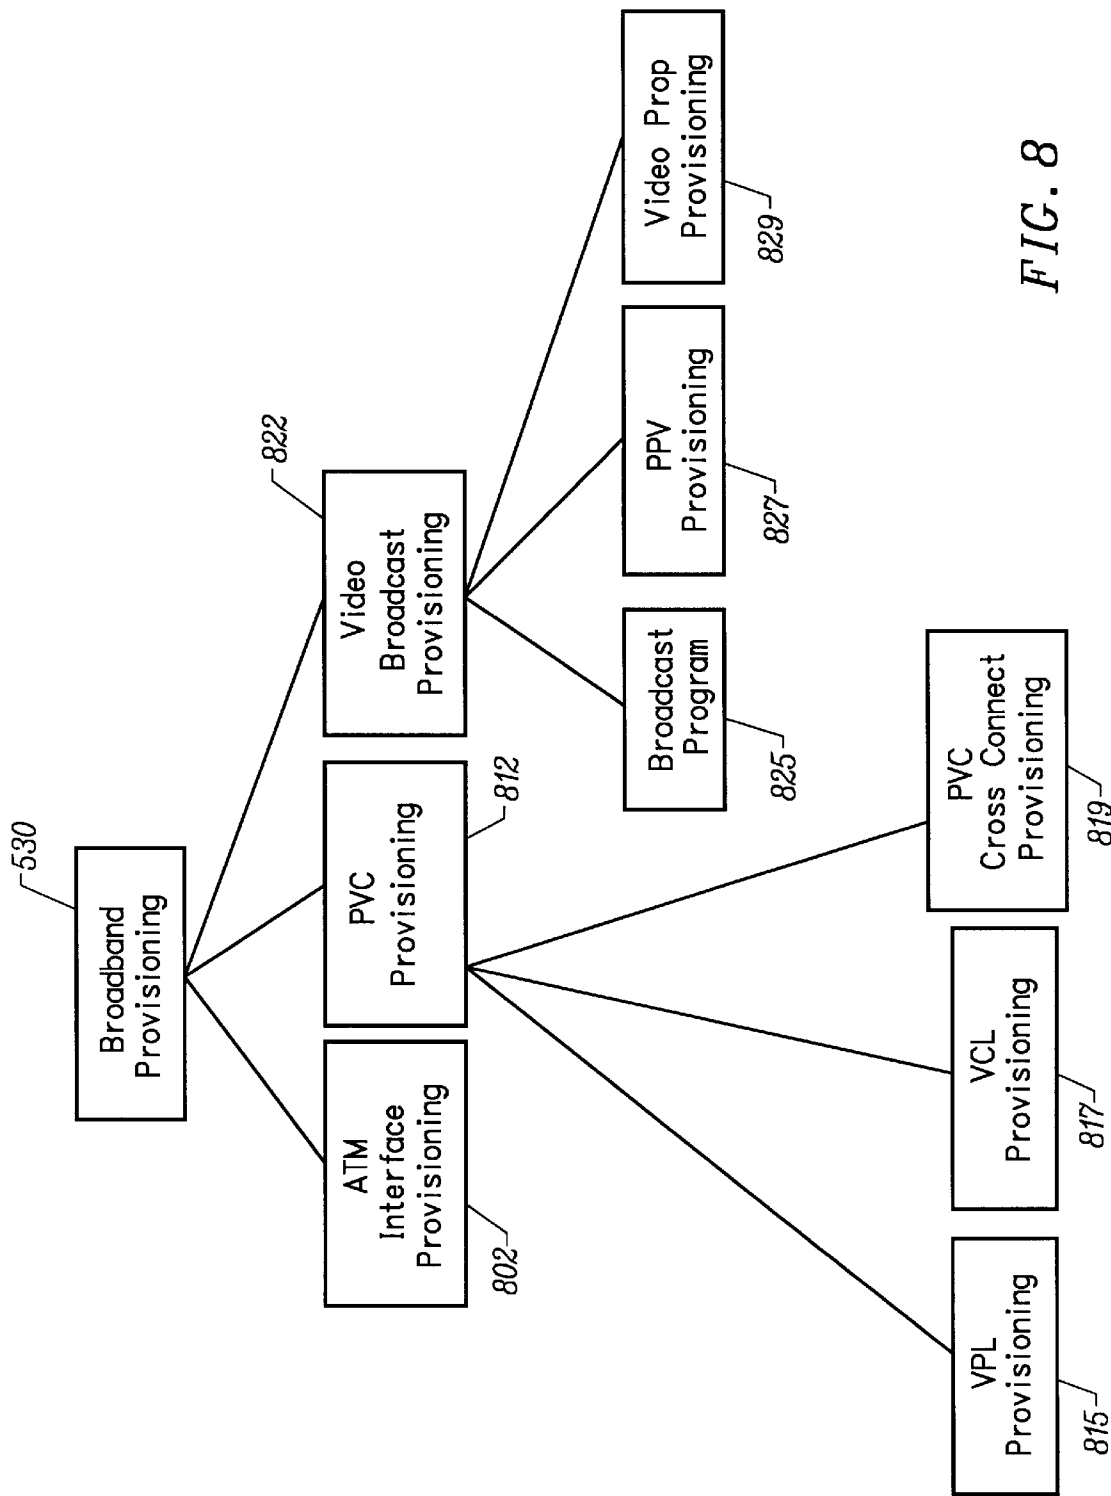 530
Broadband
Provisioning
ATM
Interface
Provisioning
802
PVC
Provisioning
812
Video
Broadcast
Provisioning
822
Broadcast
Program
825
PPV
Provisioning
827
Video Prop
Provisioning
829
VPL
Provisioning
815
VCL
Provisioning
817
PVC
Cross Connect
Provisioning
819
FIG. 8